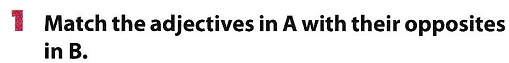 1 Match the adjectives in A with their opposites
in B.